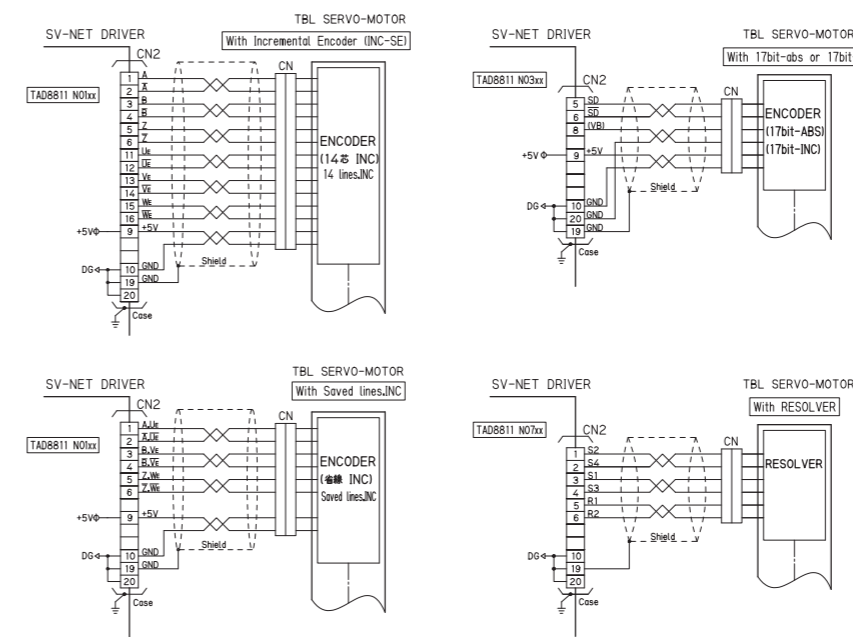 TBL SERVO-MOTOR
SV-NET DRIVER
With Incremental Encoder (INC-SE)
CN2
CN
TAD8811 N01xx
1 A
2 A̅
3 B
4 B̅
5 Z
6 Z̅
11 UE
12 U̅E̅
13 VE
14 V̅E̅
15 WE
16 W̅E̅
+5V 9 +5V
DG 10 GND
19 GND
20
Shield
Case
ENCODER
(14芯 INC)
14 lines.INC
TBL SERVO-MOTOR
SV-NET DRIVER
With 17bit-abs or 17bit
TAD8811 N03xx
CN2
CN
5 SD
6 S̅D̅
8 (VB)
+5V 9 +5V
DG 10 GND
20 GND
19 GND
Shield
Case
ENCODER
(17bit-ABS)
(17bit-INC)
TBL SERVO-MOTOR
SV-NET DRIVER
With Saved lines.INC
CN2
CN
TAD8811 N01xx
1 A.UE
2 A̅.U̅E̅
3 B.VE
4 B̅.V̅E̅
5 Z.WE
6 Z̅.W̅E̅
+5V 9 +5V
DG 10 GND
19 GND
20
Shield
Case
ENCODER
(省線 INC)
Saved lines.INC
TBL SERVO-MOTOR
SV-NET DRIVER
With RESOLVER
TAD8811 N07xx
CN2
CN
1 S2
2 S4
3 S1
4 S3
5 R1
6 R2
DG 10
19
20
Shield
Case
RESOLVER